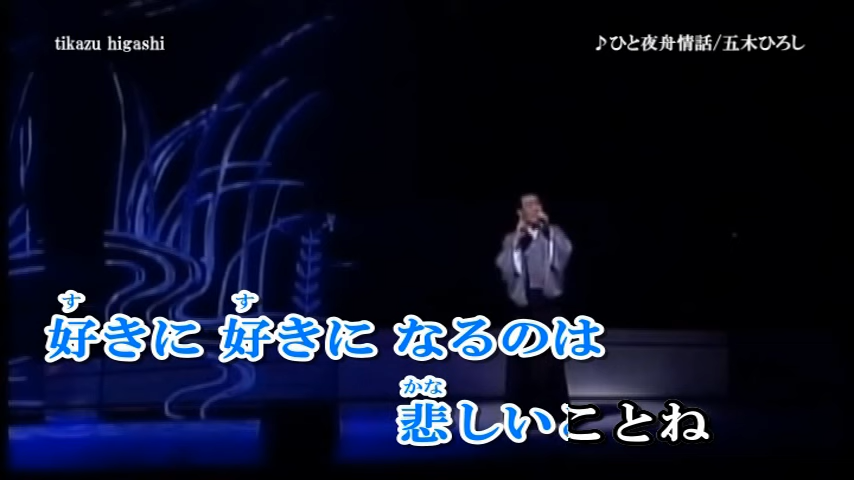 tikazu higashi
♪ひと夜舟情話/五木ひろし
す す
好きに 好きに なるのは
かな
悲しいことね